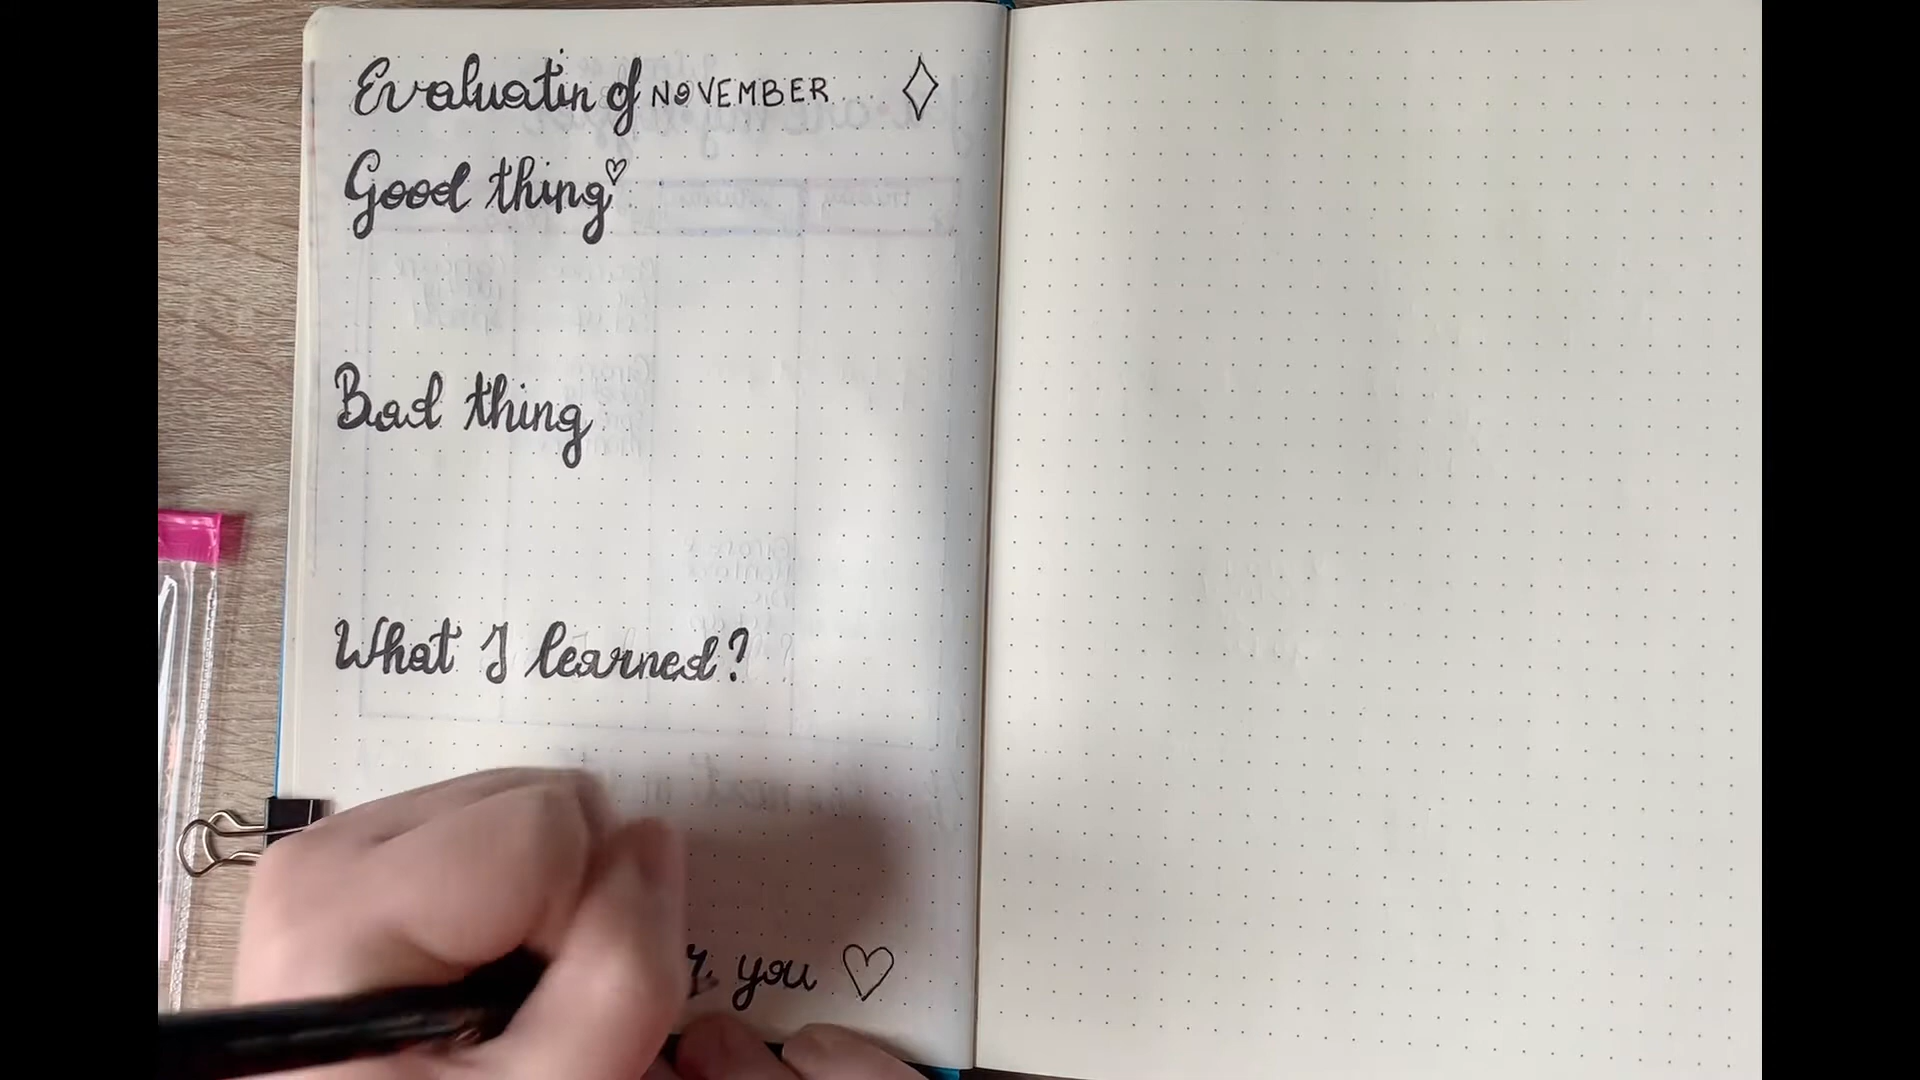 Evaluatin of NOVEMBER
Good thing
Bad thing
What I learned?
you